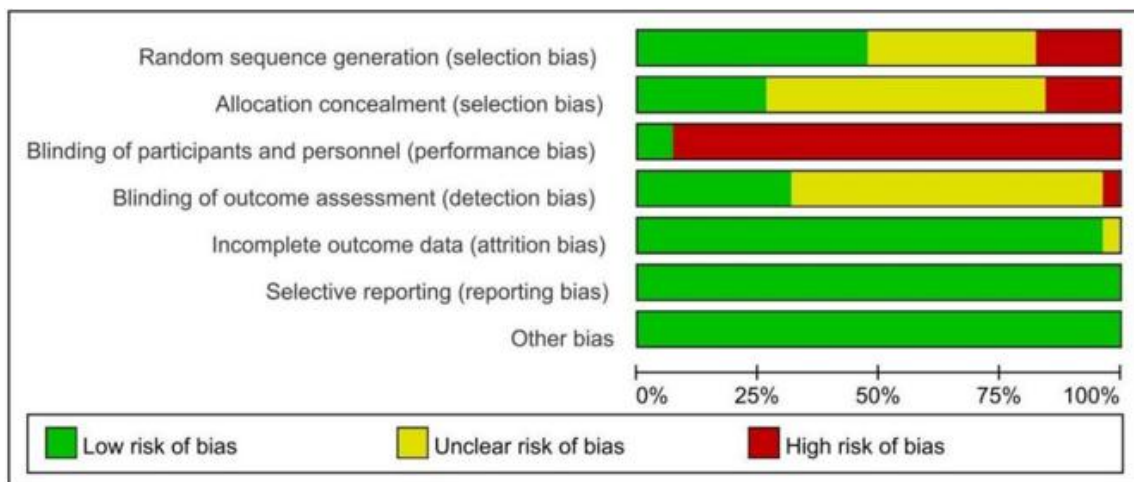 Random sequence generation (selection bias)
Allocation concealment (selection bias)
Blinding of participants and personnel (performance bias)
Blinding of outcome assessment (detection bias)
Incomplete outcome data (attrition bias)
Selective reporting (reporting bias)
Other bias
0% 25% 50% 75% 100%
Low risk of bias Unclear risk of bias High risk of bias